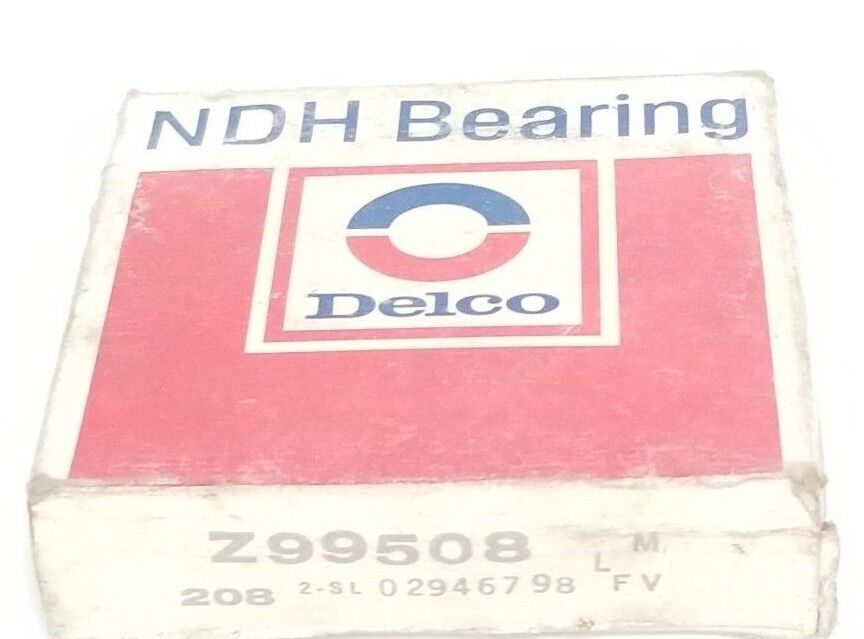 NDH Bearing
Delco
Z99508 L M
208 2-SL 02946798 FV